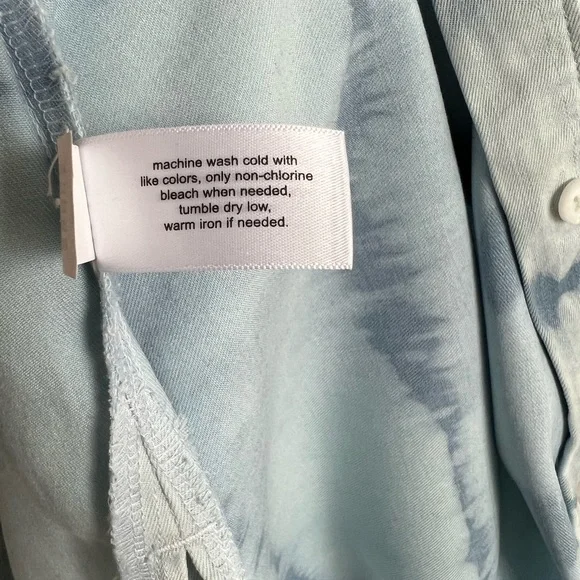 machine wash cold with
like colors, only non-chlorine
bleach when needed,
tumble dry low,
warm iron if needed.